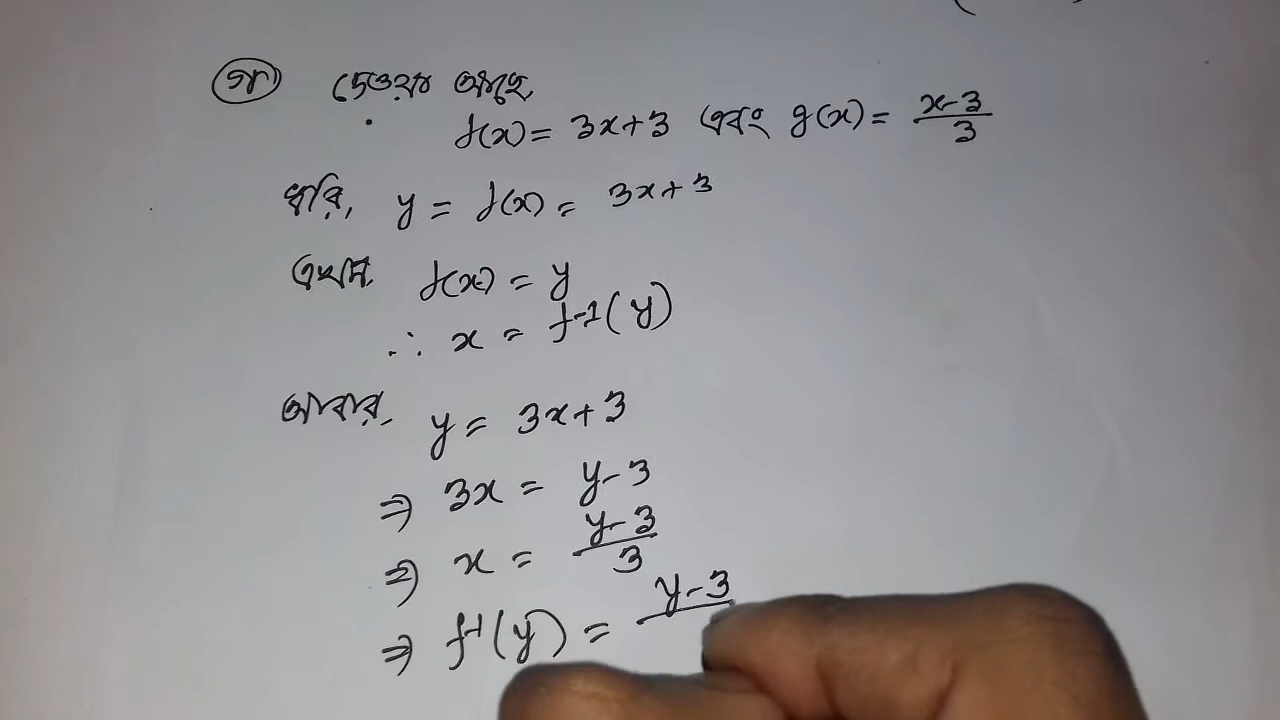 গ দেওয়া আছে,
f(x) = 3x+3 এবং g(x) = (x-3)/3
ধরি, y = f(x) = 3x+3
এখন, f(x) = y
∴ x = f⁻¹(y)
আবার, y = 3x+3
⇒ 3x = y-3
⇒ x = (y-3)/3
⇒ f⁻¹(y) = y-3